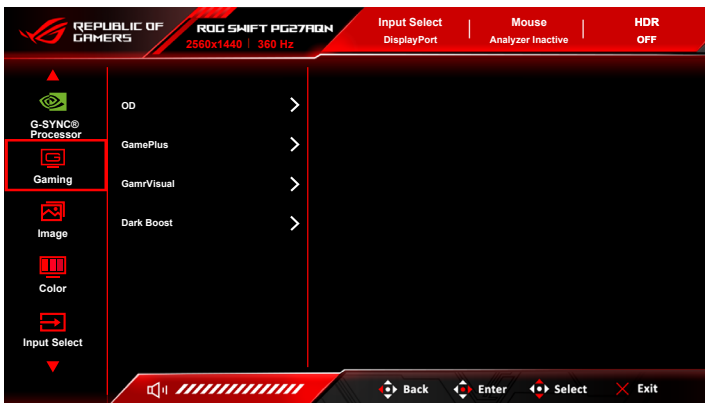 REPUBLIC OF
GAMERS
ROG SWIFT PG27AQN
2560x1440 | 360 Hz
Input Select
DisplayPort
Mouse
Analyzer Inactive
HDR
OFF
G-SYNC®
Processor
Gaming
Image
Color
Input Select
OD
GamePlus
GamrVisual
Dark Boost
Back
Enter
Select
Exit